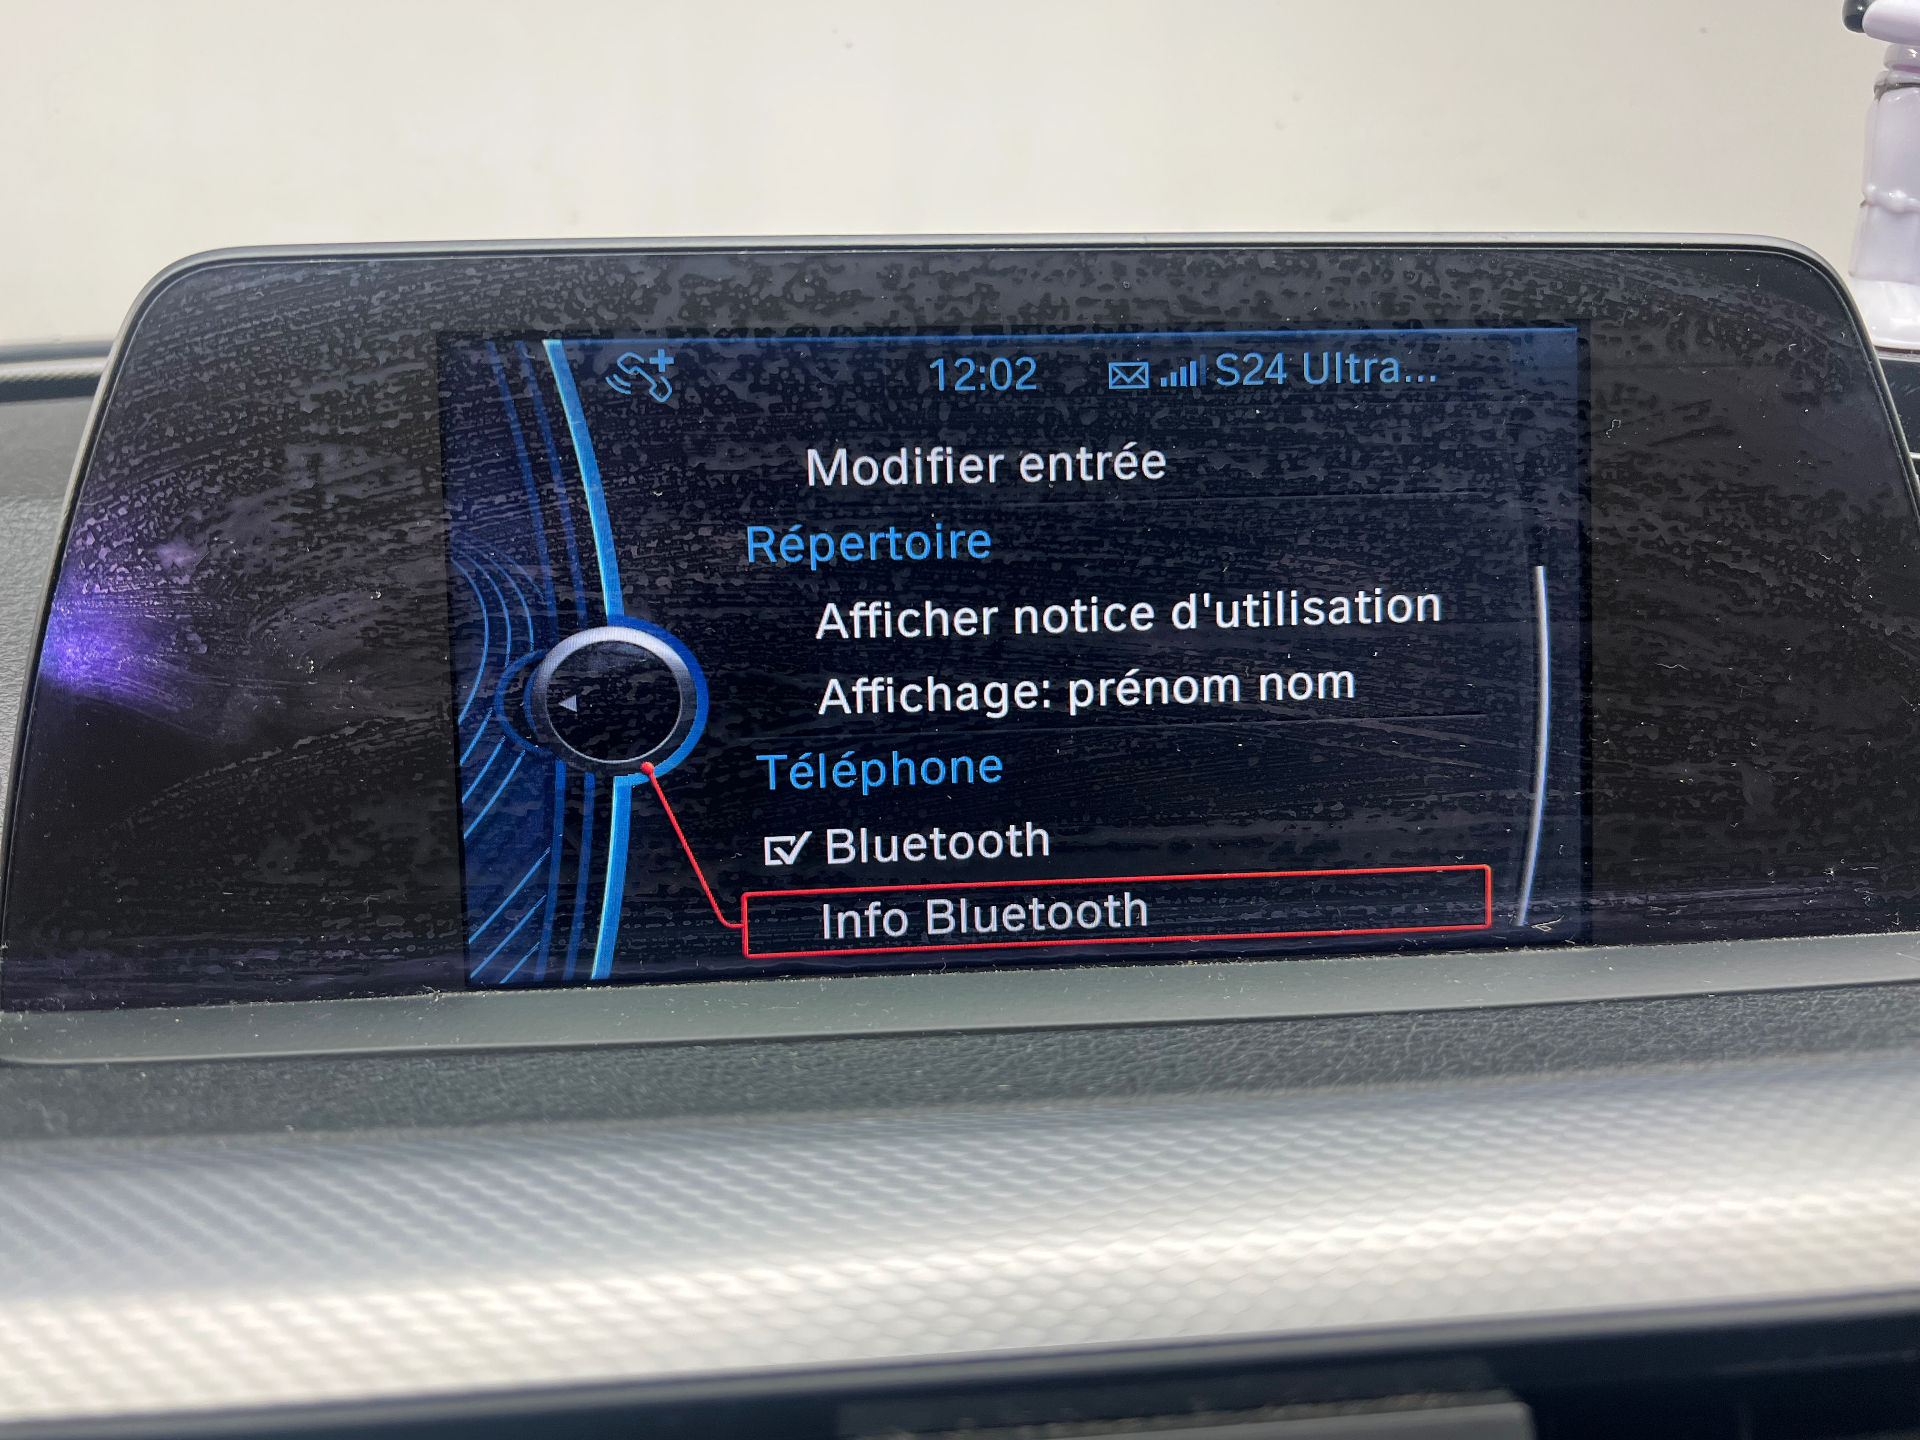 12:02 S24 Ultra...
Modifier entrée
Répertoire
Afficher notice d'utilisation
Affichage: prénom nom
Téléphone
Bluetooth
Info Bluetooth